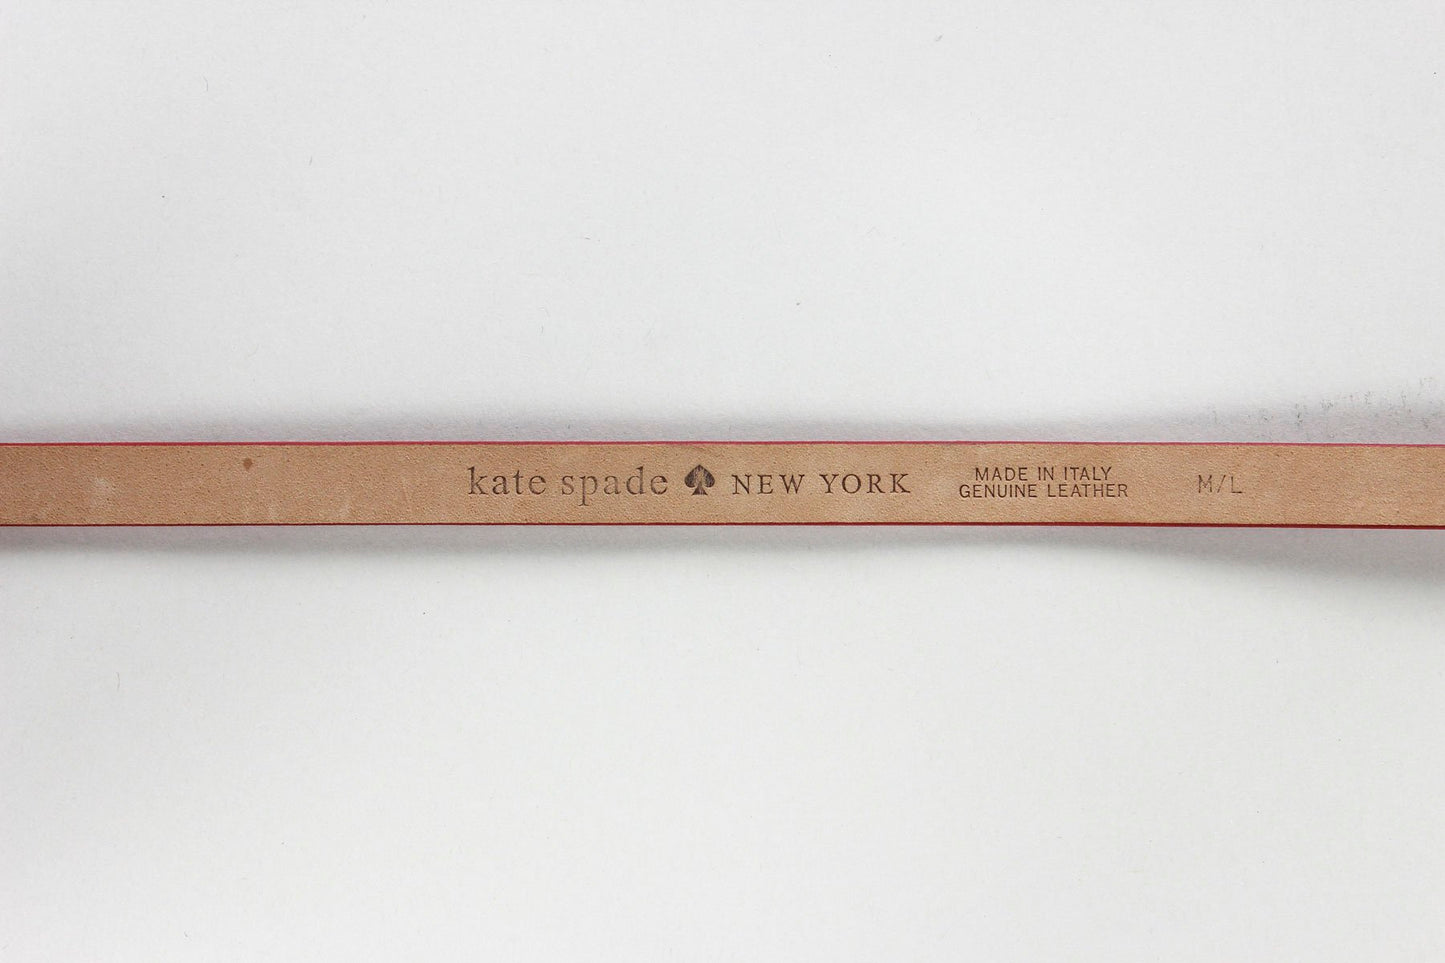 kate spade ♠ NEW YORK
MADE IN ITALY
GENUINE LEATHER
M/L